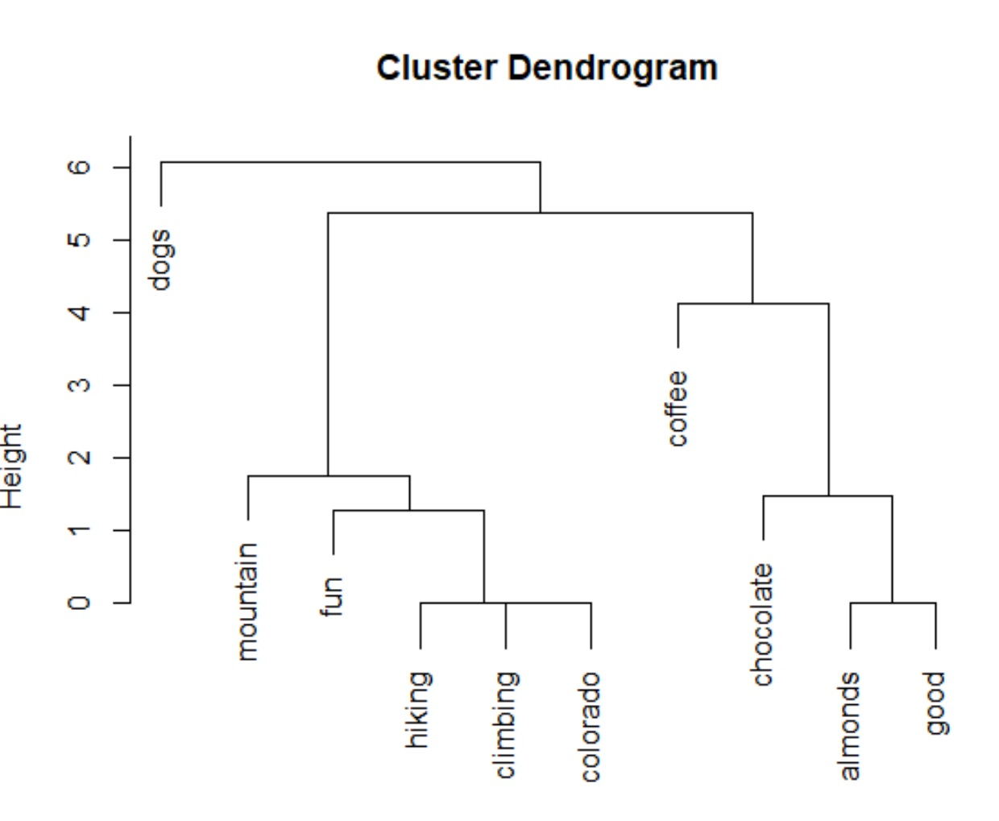 Cluster Dendrogram
Height
6
5
4
3
2
1
0
dogs
mountain
fun
hiking
climbing
colorado
coffee
chocolate
almonds
good